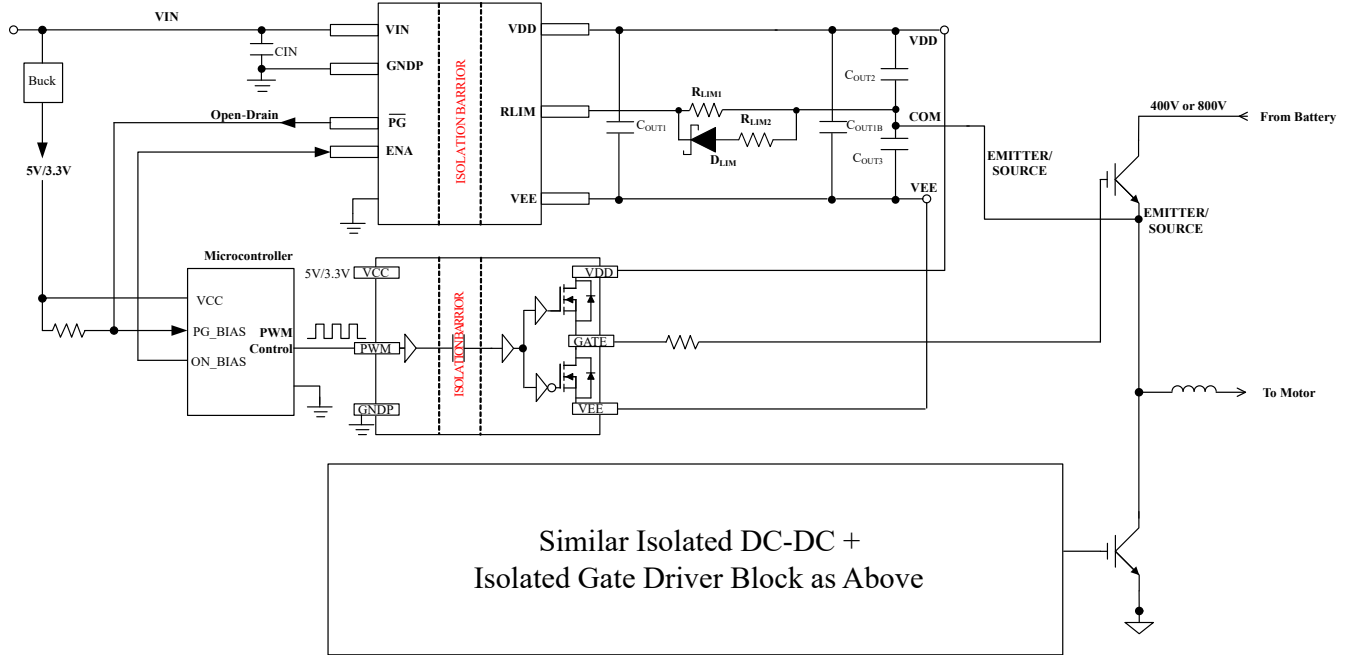 VIN
VIN
GNDP
PG
ENA
ISOLATION BARRIER
VDD
RLIM
VEE
CIN
Buck
5V/3.3V
Open-Drain
COUT1
RLIM1
RLIM2
DLIM
COUT1B
COUT2
COUT3
VDD
COM
VEE
EMITTER/
SOURCE
400V or 800V
From Battery
EMITTER/
SOURCE
Microcontroller
VCC
PG_BIAS
ON_BIAS
PWM
Control
5V/3.3V
VCC
PWM
GNDP
ISOLATION BARRIER
VDD
GATE
VEE
To Motor
Similar Isolated DC-DC +
Isolated Gate Driver Block as Above